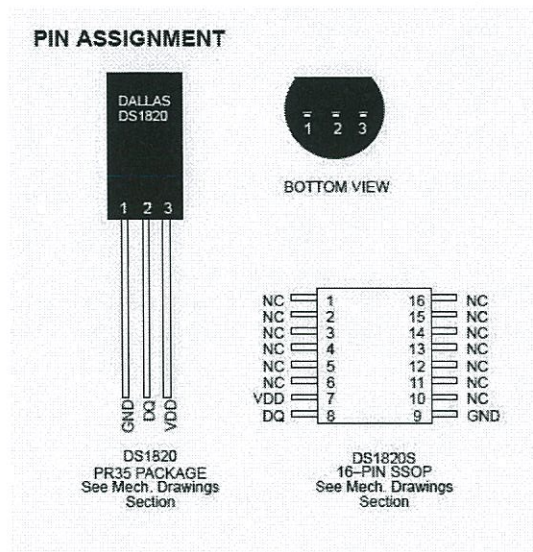 PIN ASSIGNMENT
DALLAS
DS1820
1 2 3
GND
DQ
VDD
DS1820
PR35 PACKAGE
See Mech. Drawings
Section
1 2 3
BOTTOM VIEW
NC 1 16 NC
NC 2 15 NC
NC 3 14 NC
NC 4 13 NC
NC 5 12 NC
NC 6 11 NC
VDD 7 10 NC
DQ 8 9 GND
DS1820S
16–PIN SSOP
See Mech. Drawings
Section